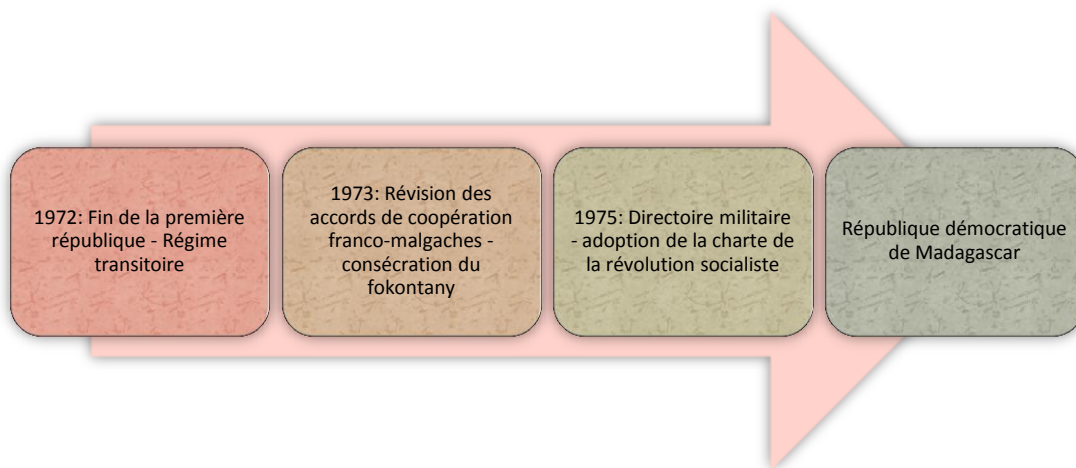 1972: Fin de la première
république - Régime
transitoire
1973: Révision des
accords de coopération
franco-malgaches -
consécration du
fokontany
1975: Directoire militaire
- adoption de la charte de
la révolution socialiste
République démocratique
de Madagascar